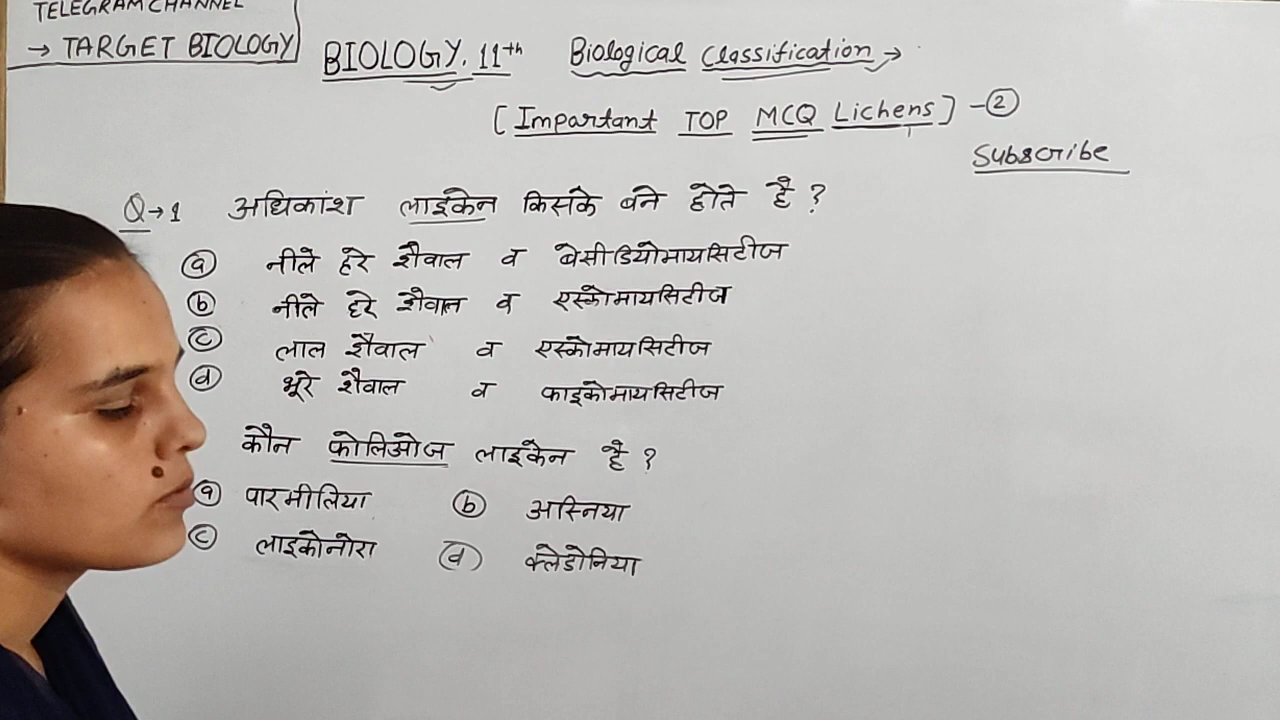 TELEGRAM CHANNEL
→ TARGET BIOLOGY
BIOLOGY. 11th Biological Classification →
[Impartant TOP MCQ Lichens] - 2
Subscribe
Q→1 अधिकांश लाइकेन किसके बने होते है ?
a नीले हरे शैवाल व बेसीडियोमायसिटीज
b नीले हरे शैवाल व एस्कोमायसिटीज
c लाल शैवाल व एस्कोमायसिटीज
d भूरे शैवाल व फाइकोमायसिटीज
कौन फोलिओज लाइकेन है ?
a पारमीलिया b अस्निया
c लाइकोनोरा d क्लेडोनिया